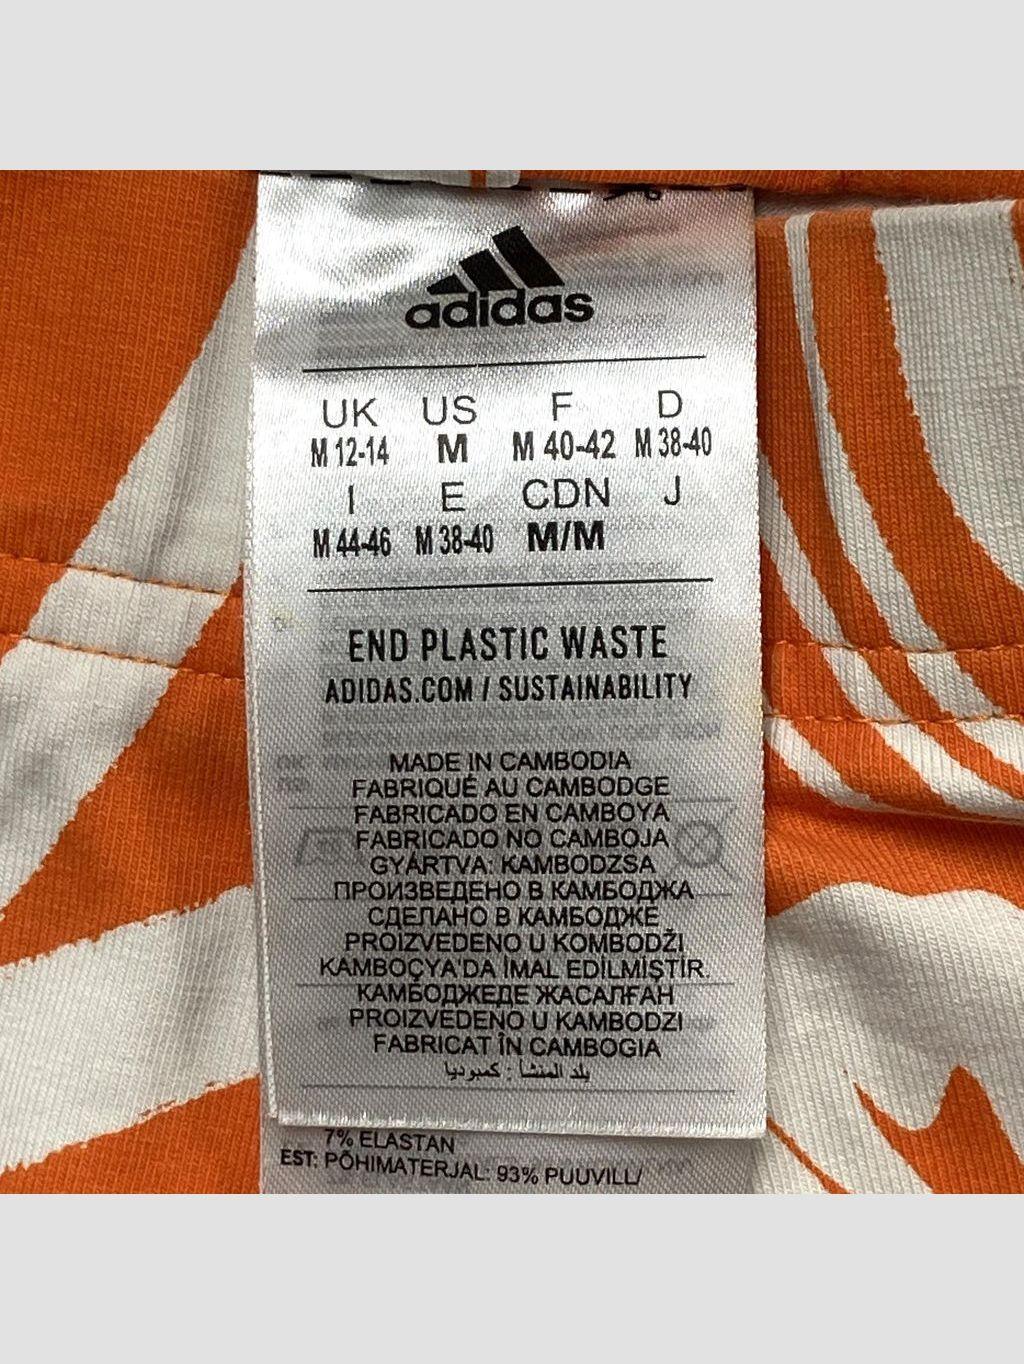 adidas
UK US F D
M 12-14 M M 40-42 M 38-40
I E CDN J
M 44-46 M 38-40 M/M
END PLASTIC WASTE
ADIDAS.COM / SUSTAINABILITY
MADE IN CAMBODIA
FABRIQUÉ AU CAMBODGE
FABRICADO EN CAMBOYA
FABRICADO NO CAMBOJA
GYÁRTVA: KAMBODZSA
ПРОИЗВЕДЕНО В КАМБОДЖА
СДЕЛАНО В КАМБОДЖЕ
PROIZVEDENO U KOMBODŽI
KAMBOÇYA'DA İMAL EDİLMİŞTİR.
КАМБОДЖЕДЕ ЖАСАЛҒАН
PROIZVEDENO U KAMBODZI
FABRICAT ÎN CAMBOGIA
بلد المنشأ : كمبوديا
7% ELASTAN
EST: PÕHIMATERJAL: 93% PUUVILL/